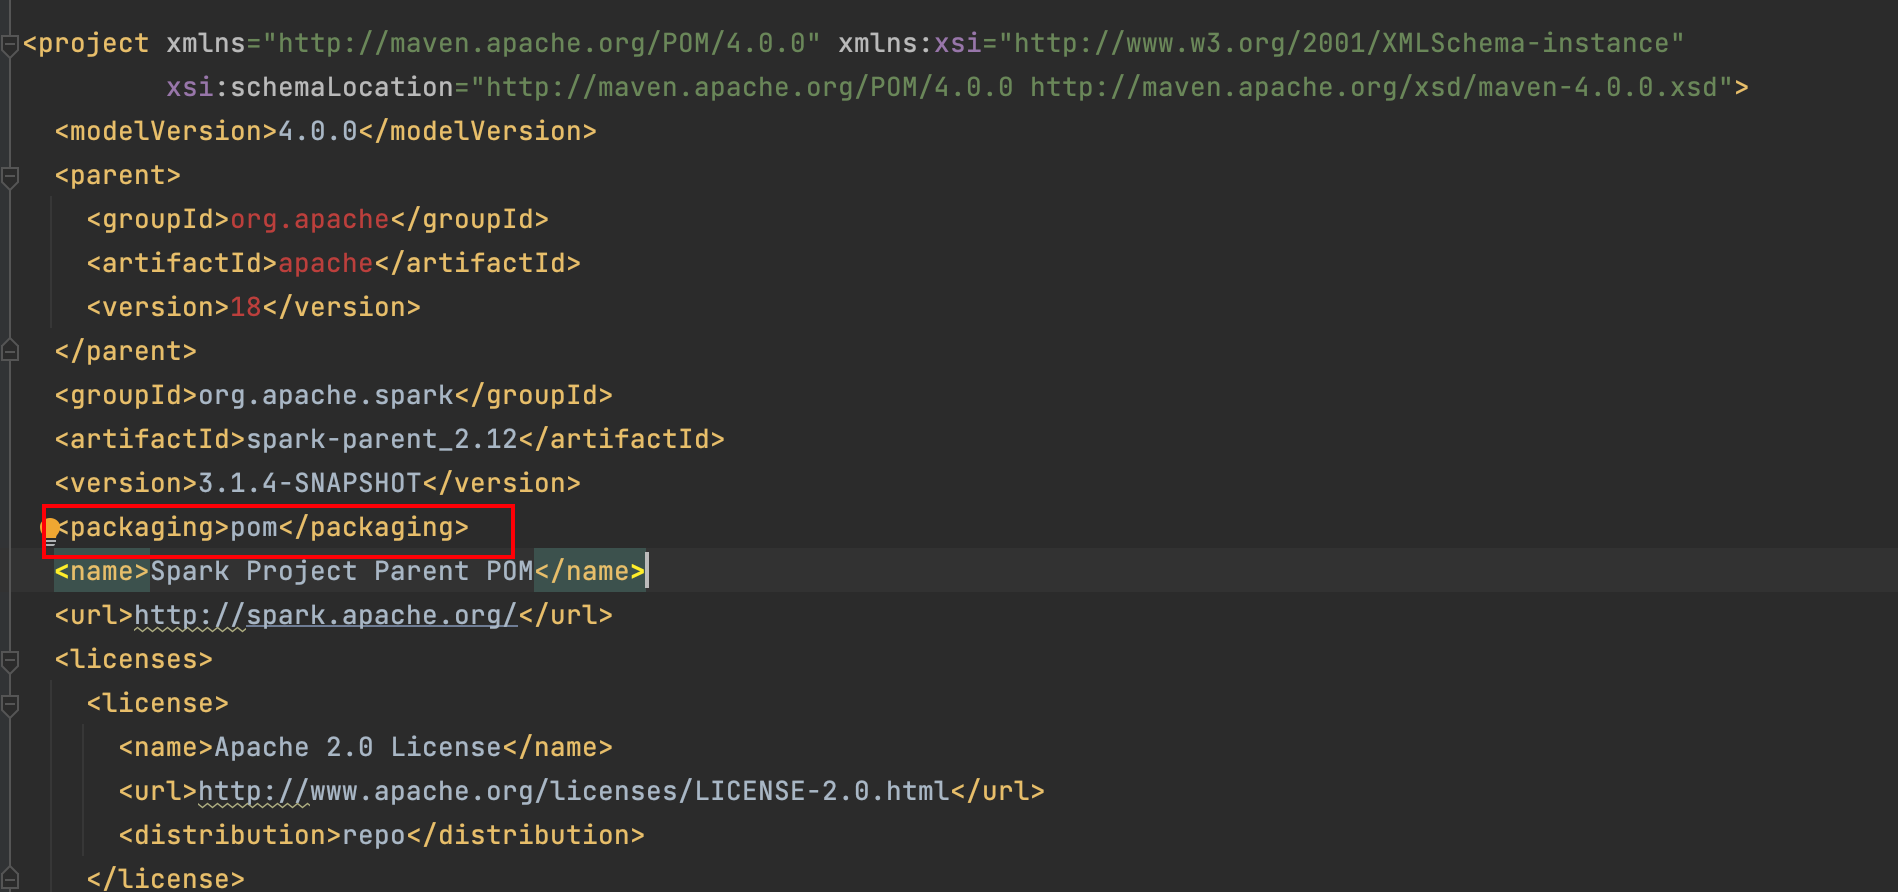 <project xmlns="http://maven.apache.org/POM/4.0.0" xmlns:xsi="http://www.w3.org/2001/XMLSchema-instance"
xsi:schemaLocation="http://maven.apache.org/POM/4.0.0 http://maven.apache.org/xsd/maven-4.0.0.xsd">
<modelVersion>4.0.0</modelVersion>
<parent>
<groupId>org.apache</groupId>
<artifactId>apache</artifactId>
<version>18</version>
</parent>
<groupId>org.apache.spark</groupId>
<artifactId>spark-parent_2.12</artifactId>
<version>3.1.4-SNAPSHOT</version>
<packaging>pom</packaging>
<name>Spark Project Parent POM</name>
<url>http://spark.apache.org/</url>
<licenses>
<license>
<name>Apache 2.0 License</name>
<url>http://www.apache.org/licenses/LICENSE-2.0.html</url>
<distribution>repo</distribution>
</license>